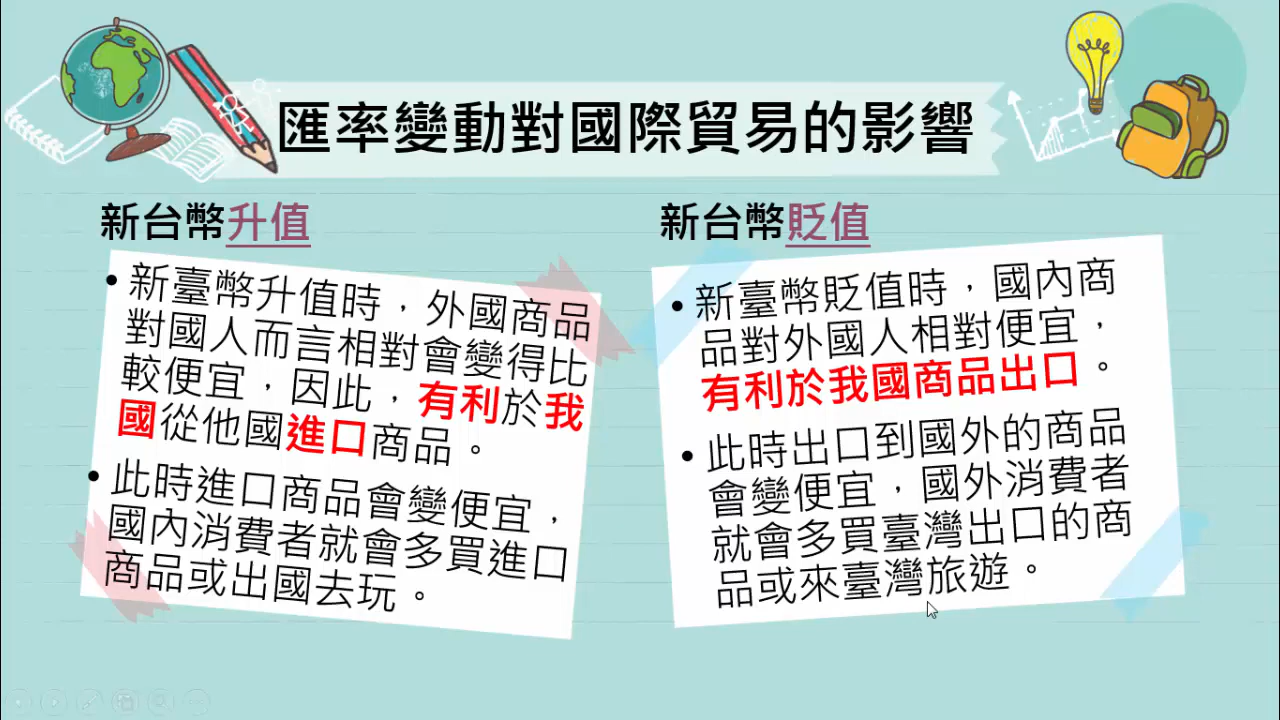 匯率變動對國際貿易的影響
新台幣升值
• 新臺幣升值時，外國商品
對國人而言相對會變得比
較便宜，因此，有利於我
國從他國進口商品。
• 此時進口商品會變便宜，
國內消費者就會多買進口
商品或出國去玩。
新台幣貶值
• 新臺幣貶值時，國內商
品對外國人相對便宜，
有利於我國商品出口。
• 此時出口到國外的商品
會變便宜，國外消費者
就會多買臺灣出口的商
品或來臺灣旅遊。